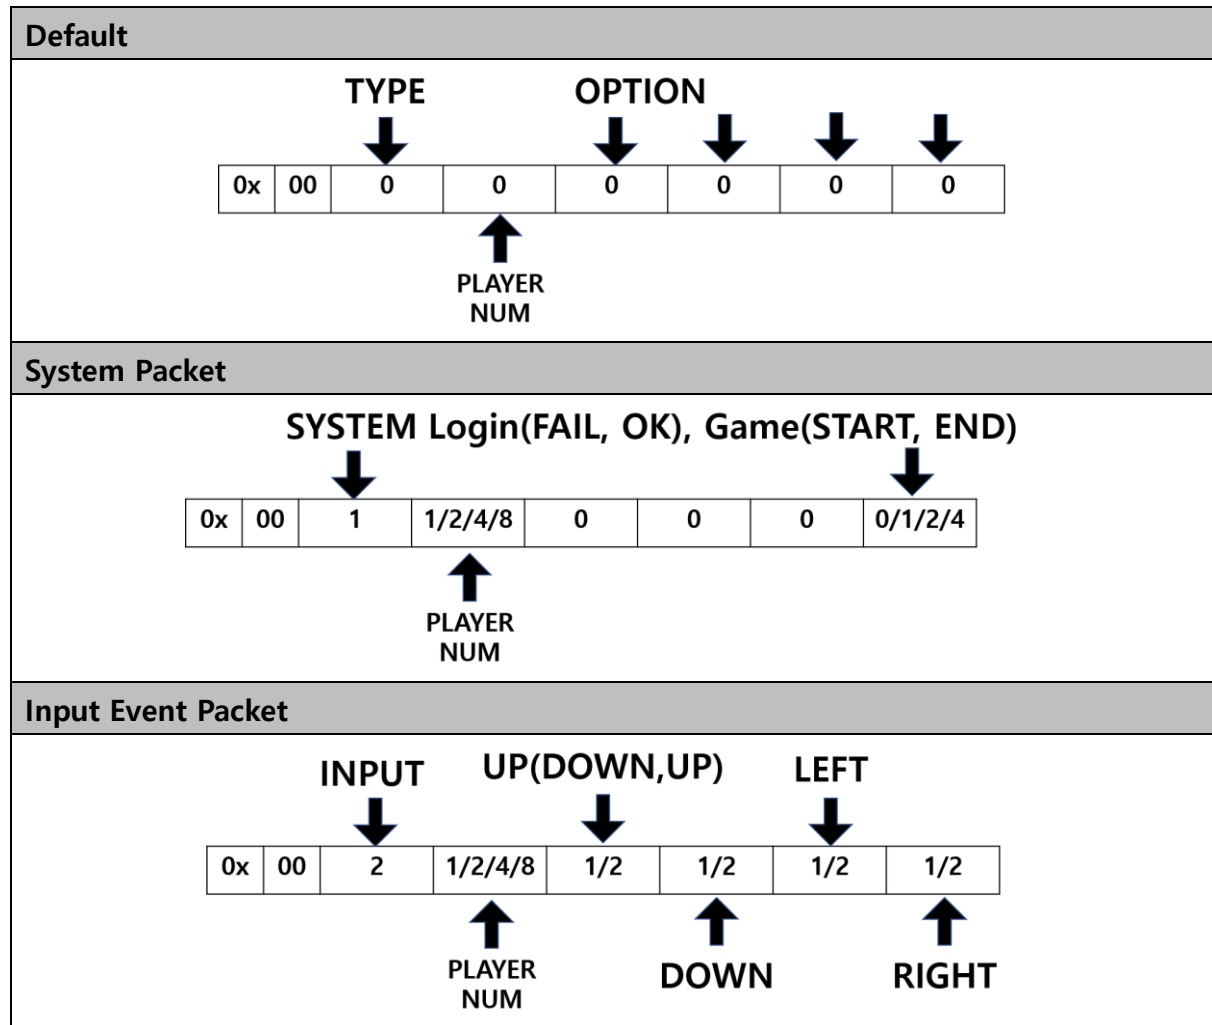 Default
TYPE OPTION
0x 00 0 0 0 0 0 0
PLAYER
NUM
System Packet
SYSTEM Login(FAIL, OK), Game(START, END)
0x 00 1 1/2/4/8 0 0 0 0/1/2/4
PLAYER
NUM
Input Event Packet
INPUT UP(DOWN,UP) LEFT
0x 00 2 1/2/4/8 1/2 1/2 1/2 1/2
PLAYER
NUM
DOWN RIGHT